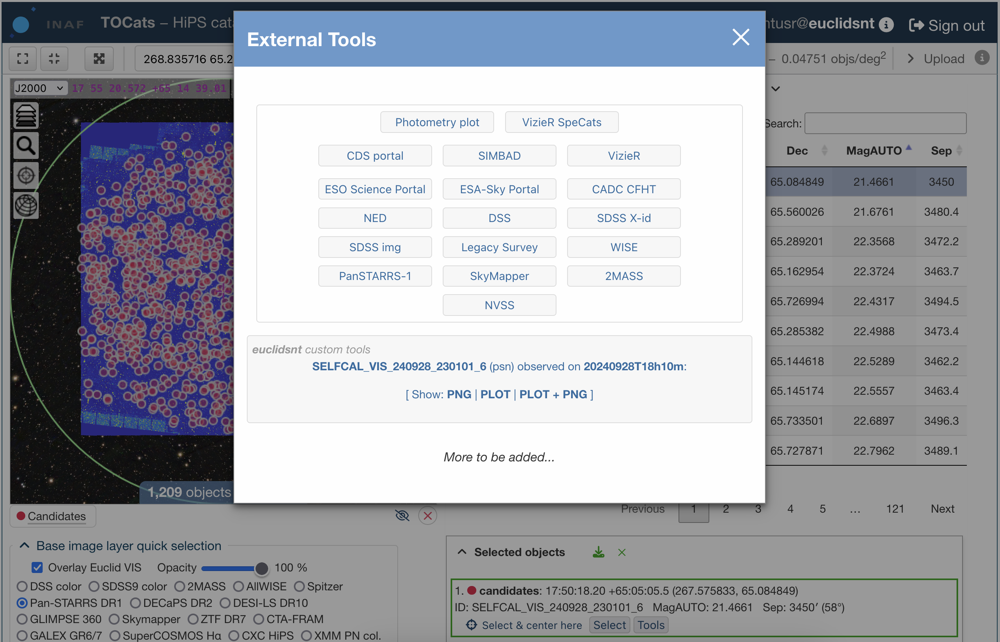 INAF TOCats – HiPS cat
ntusr@euclidsnt Sign out
External Tools
268.835716 65.2
– 0.04751 objs/deg2 Upload
J2000 17 55 20.572 +65 14 39.01
Photometry plot VizieR SpeCats
CDS portal SIMBAD VizieR
ESO Science Portal ESA-Sky Portal CADC CFHT
NED DSS SDSS X-id
SDSS img Legacy Survey WISE
PanSTARRS-1 SkyMapper 2MASS
NVSS
euclidsnt custom tools
SELFCAL_VIS_240928_230101_6 (psn) observed on 20240928T18h10m:
[ Show: PNG | PLOT | PLOT + PNG ]
More to be added...
Search:
Dec MagAUTO Sep
65.084849 21.4661 3450
65.560026 21.6761 3480.4
65.289201 22.3568 3472.2
65.162954 22.3724 3463.7
65.726994 22.4317 3494.5
65.285382 22.4988 3473.4
65.144618 22.5289 3462.2
65.145174 22.5557 3463.4
65.733501 22.6897 3496.3
65.727871 22.7962 3489.1
1,209 objects
Previous 1 2 3 4 5 … 121 Next
Candidates
Base image layer quick selection
Overlay Euclid VIS Opacity 100 %
DSS color SDSS9 color 2MASS AllWISE Spitzer
Pan-STARRS DR1 DECaPS DR2 DESI-LS DR10
GLIMPSE 360 Skymapper ZTF DR7 CTA-FRAM
GALEX GR6/7 SuperCOSMOS Hα CXC HiPS XMM PN col.
Selected objects
1. candidates: 17:50:18.20 +65:05:05.5 (267.575833, 65.084849)
ID: SELFCAL_VIS_240928_230101_6 MagAUTO: 21.4661 Sep: 3450′ (58°)
Select & center here Select Tools